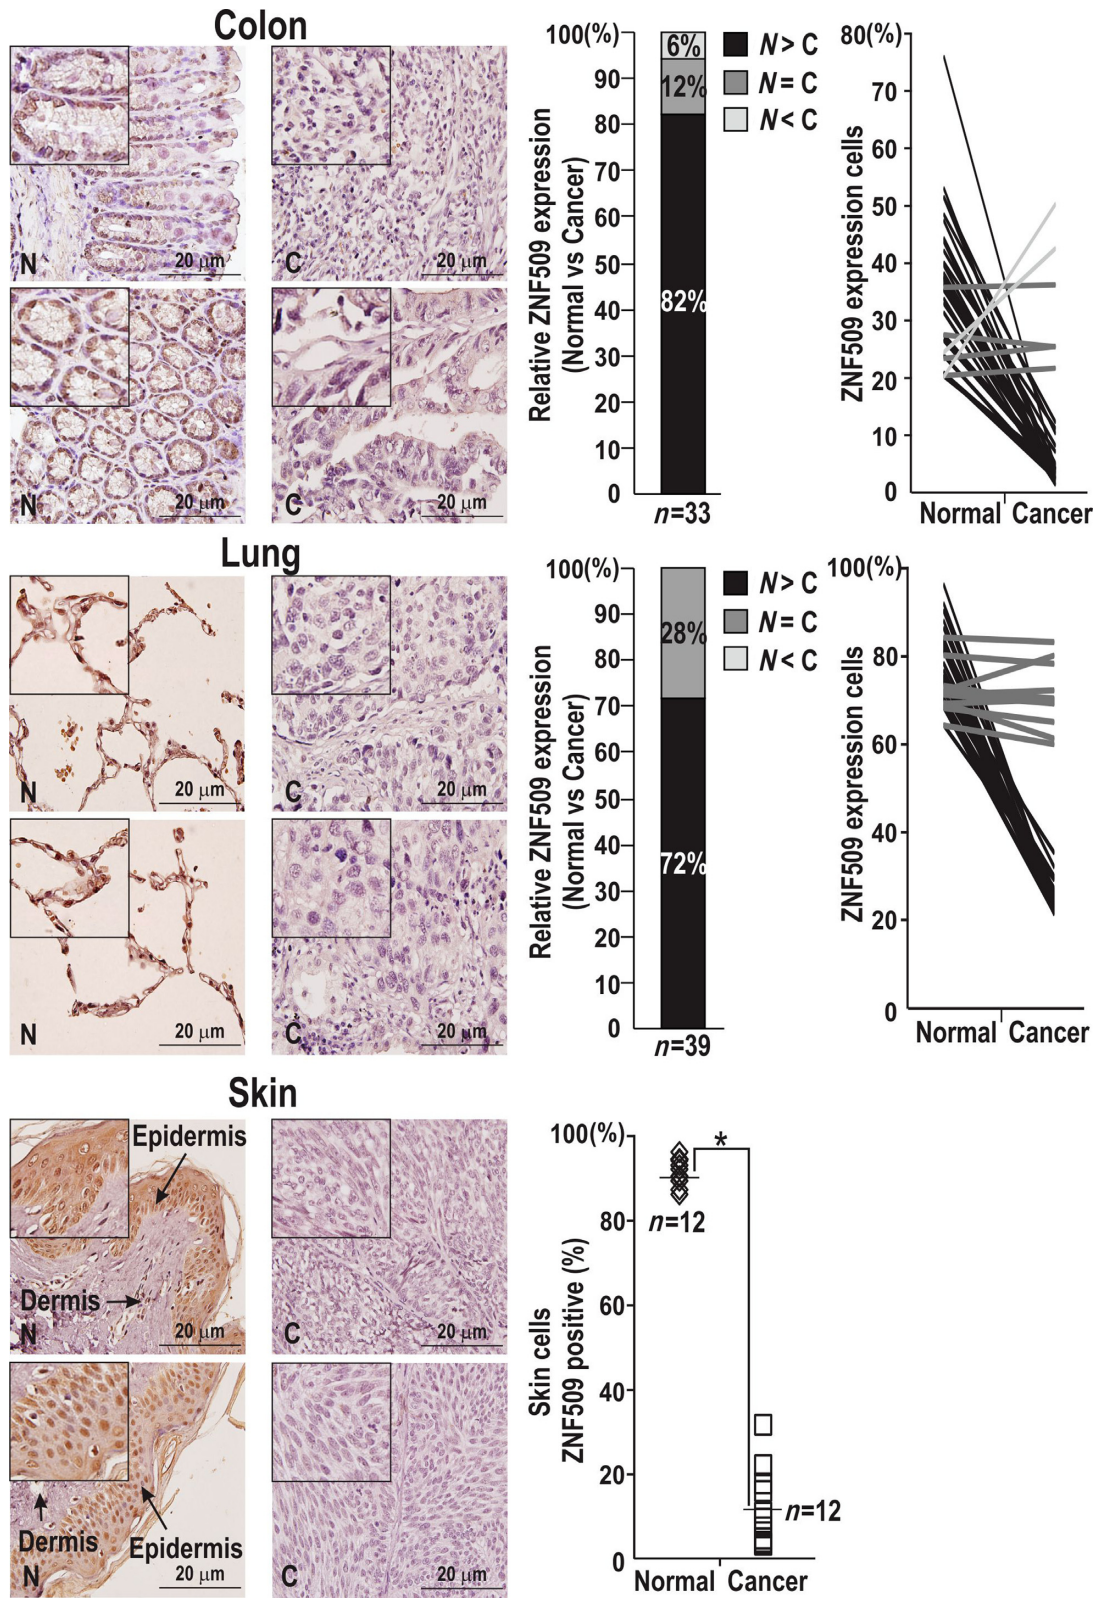 Colon
N
20 μm
C
20 μm
N
20 μm
C
20 μm
Relative ZNF509 expression
(Normal vs Cancer)
100(%)
90
80
70
60
50
40
30
20
10
0
6%
12%
82%
n=33
N > C
N = C
N < C
ZNF509 expression cells
80(%)
70
60
50
40
30
20
10
0
Normal Cancer
Lung
N
20 μm
C
20 μm
N
20 μm
C
20 μm
Relative ZNF509 expression
(Normal vs Cancer)
100(%)
90
80
70
60
50
40
30
20
10
0
28%
72%
n=39
N > C
N = C
N < C
ZNF509 expression cells
100(%)
80
60
40
20
0
Normal Cancer
Skin
Epidermis
Dermis
N
20 μm
C
20 μm
Dermis
Epidermis
N
20 μm
C
20 μm
Skin cells
ZNF509 positive (%)
100(%)
80
60
40
20
0
*
n=12
n=12
Normal Cancer